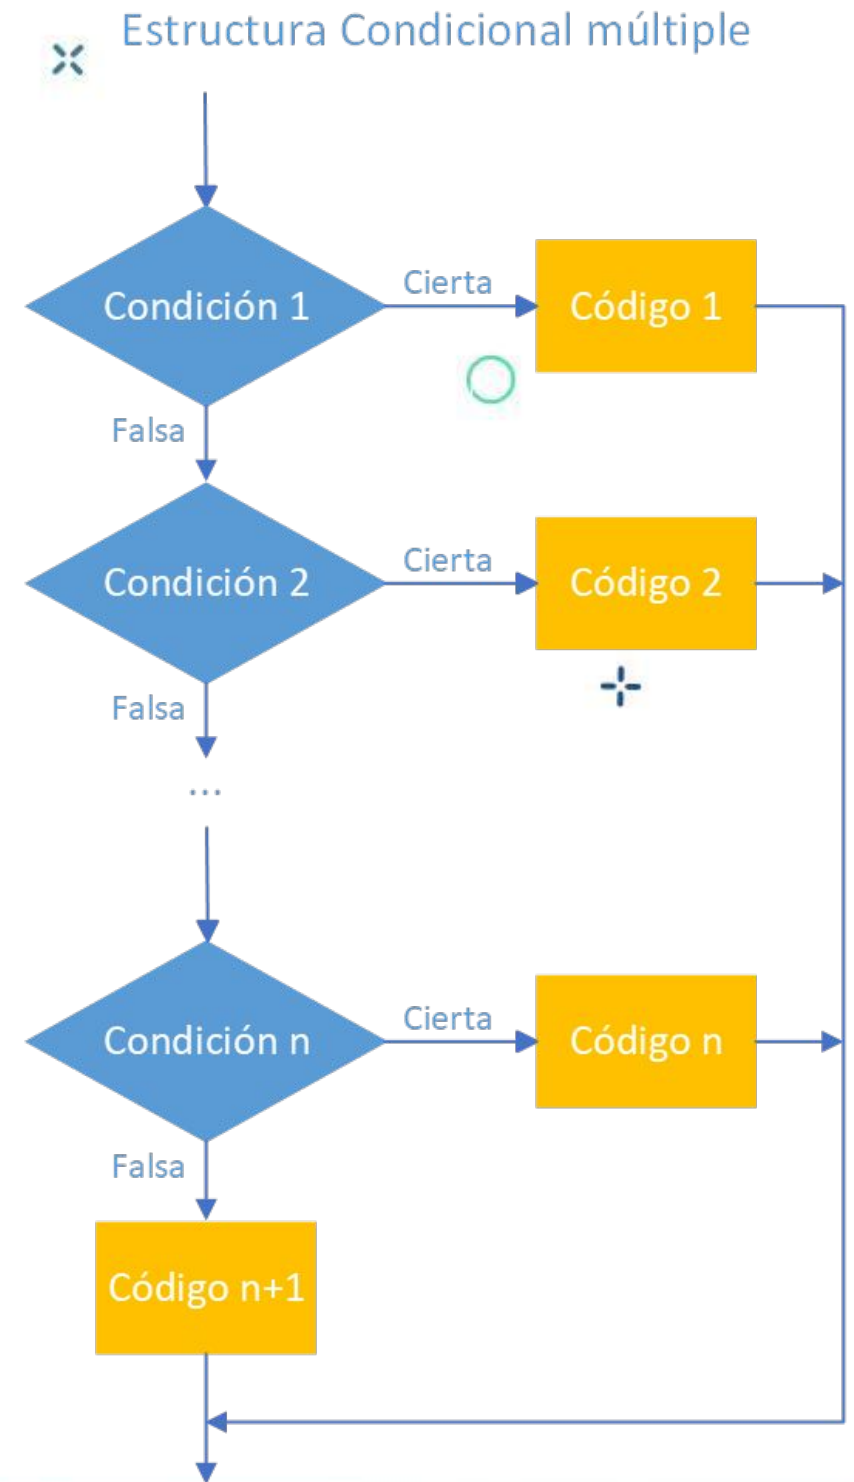 Estructura Condicional múltiple
Condición 1
Cierta
Código 1
Falsa
Condición 2
Cierta
Código 2
Falsa
...
Condición n
Cierta
Código n
Falsa
Código n+1